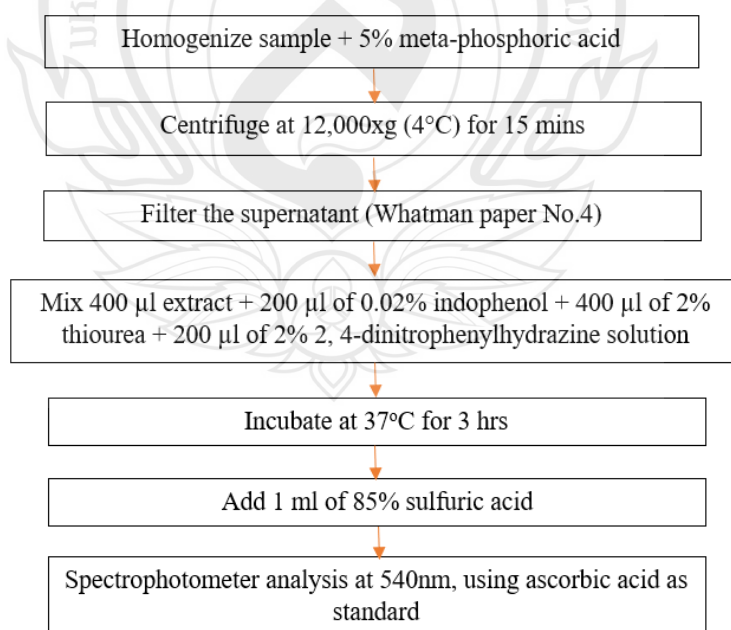 Homogenize sample + 5% meta-phosphoric acid
Centrifuge at 12,000xg (4°C) for 15 mins
Filter the supernatant (Whatman paper No.4)
Mix 400 µl extract + 200 µl of 0.02% indophenol + 400 µl of 2%
thiourea + 200 µl of 2% 2, 4-dinitrophenylhydrazine solution
Incubate at 37°C for 3 hrs
Add 1 ml of 85% sulfuric acid
Spectrophotometer analysis at 540nm, using ascorbic acid as
standard